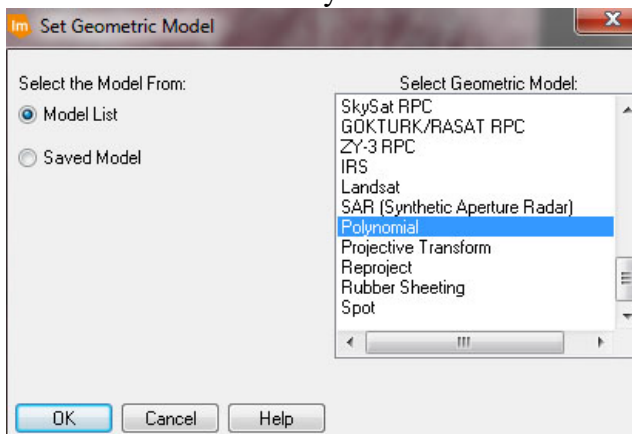 Im Set Geometric Model
Select the Model From:
Model List
Saved Model
Select Geometric Model:
SkySat RPC
GOKTURK/RASAT RPC
ZY-3 RPC
IRS
Landsat
SAR (Synthetic Aperture Radar)
Polynomial
Projective Transform
Reproject
Rubber Sheeting
Spot
OK Cancel Help